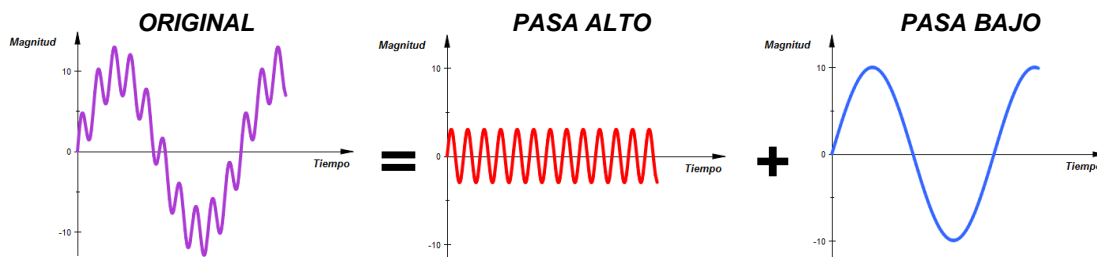 ORIGINAL
Magnitud
10
0
-10
Tiempo
=
PASA ALTO
Magnitud
10
0
-10
Tiempo
+
PASA BAJO
Magnitud
10
0
-10
Tiempo